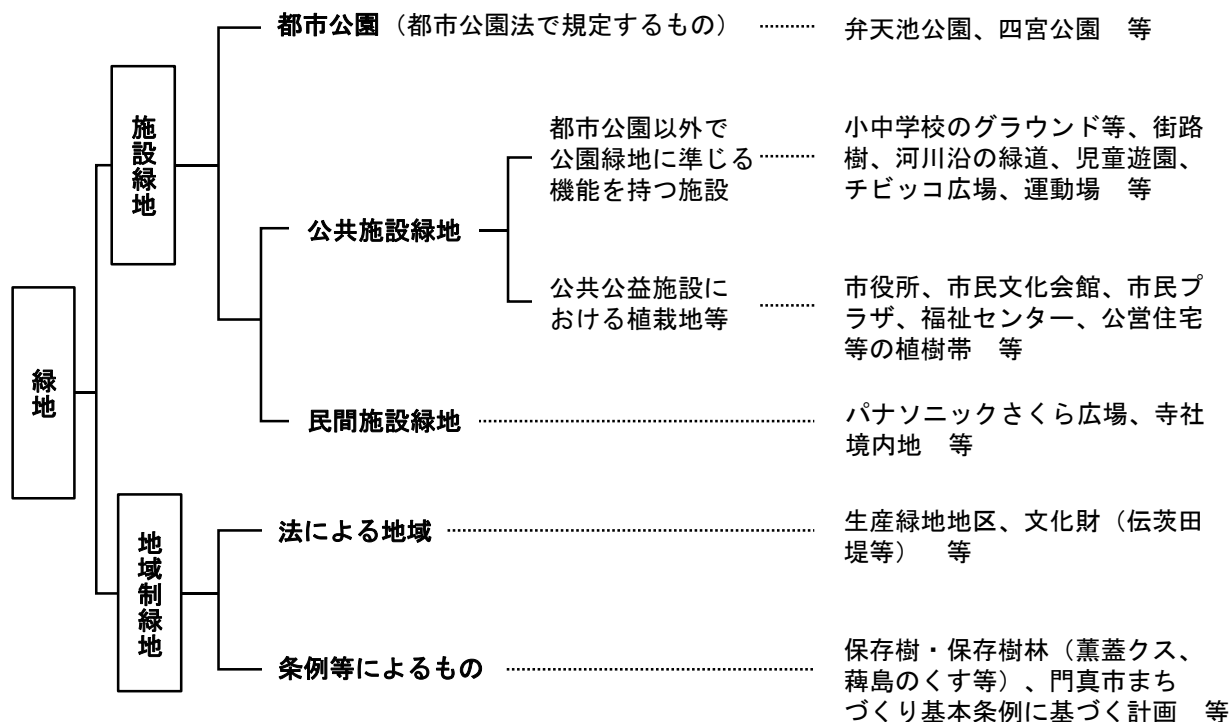 緑地
施設緑地
都市公園（都市公園法で規定するもの）
弁天池公園、四宮公園　等
公共施設緑地
都市公園以外で
公園緑地に準じる
機能を持つ施設
小中学校のグラウンド等、街路
樹、河川沿の緑道、児童遊園、
チビッコ広場、運動場　等
公共公益施設に
おける植栽地等
市役所、市民文化会館、市民プ
ラザ、福祉センター、公営住宅
等の植樹帯　等
民間施設緑地
パナソニックさくら広場、寺社
境内地　等
地域制緑地
法による地域
生産緑地地区、文化財（伝茨田
堤等）　等
条例等によるもの
保存樹・保存樹林（薫蓋クス、
稗島のくす等）、門真市まち
づくり基本条例に基づく計画　等